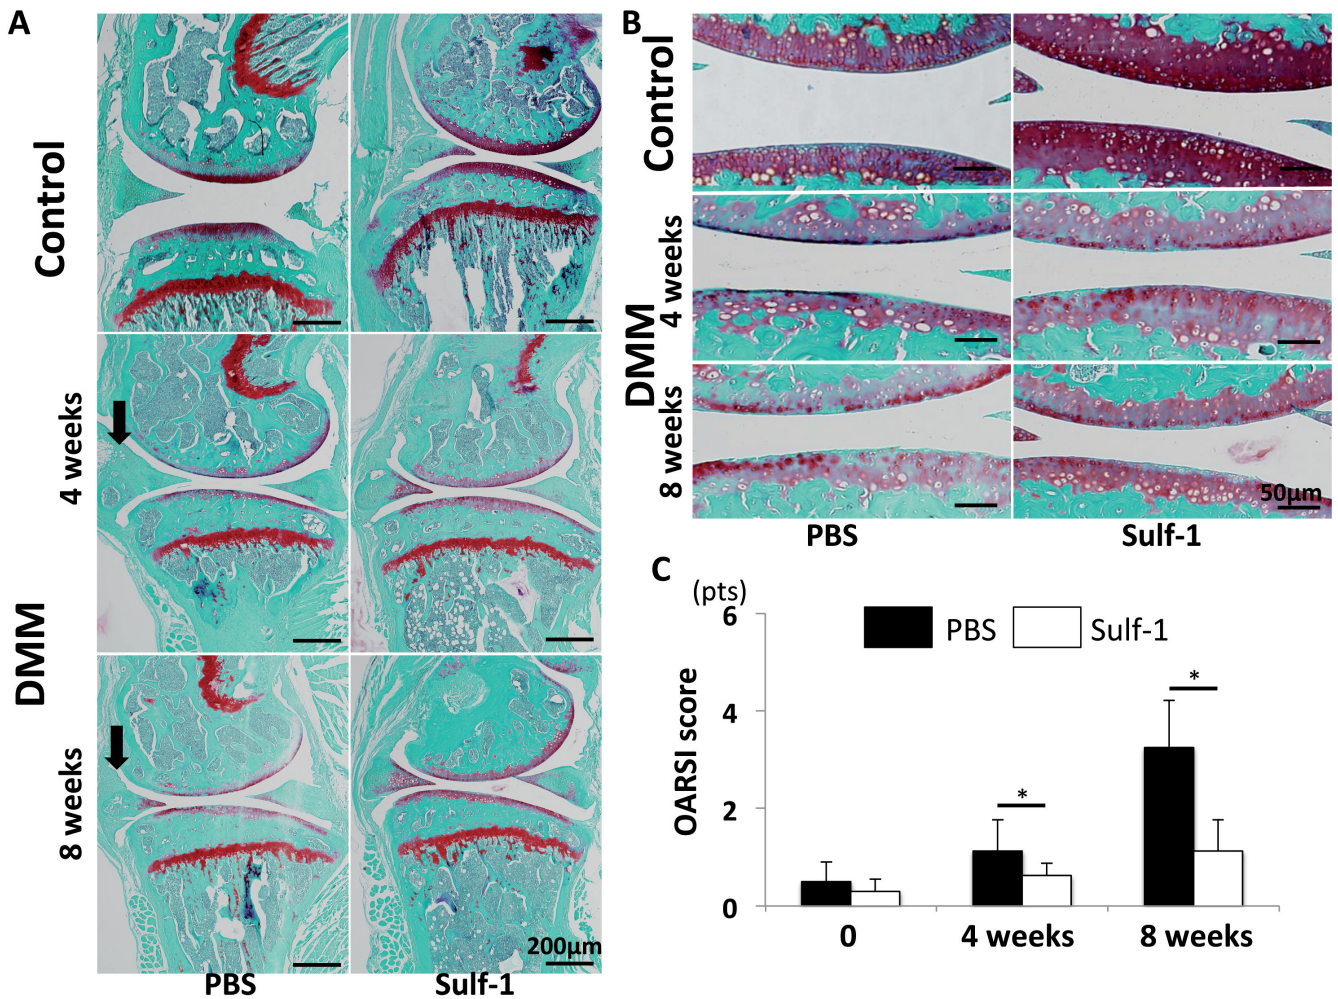 A
Control
4 weeks
8 weeks
DMM
200μm
PBS
Sulf-1
B
Control
4 weeks
8 weeks
DMM
50μm
PBS
Sulf-1
C
(pts)
6
4
2
0
OARSI score
PBS
Sulf-1
*
*
0
4 weeks
8 weeks